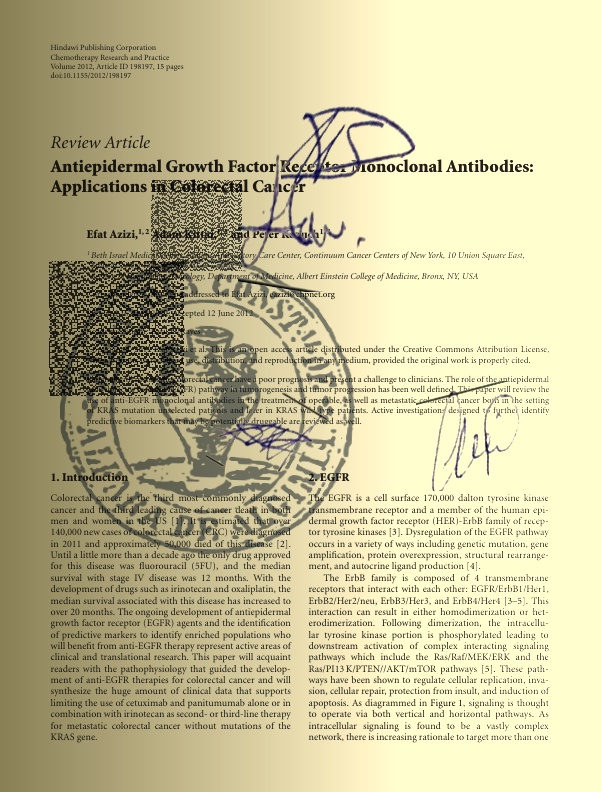 Hindawi Publishing Corporation
Chemotherapy Research and Practice
Volume 2012, Article ID 198197, 15 pages
doi:10.1155/2012/198197
Review Article
Antiepidermal Growth Factor Receptor Monoclonal Antibodies:
Applications in Colorectal Cancer
Efat Azizi,1,2 Adam and Peter
1 Beth Israel Care Center, Continuum Cancer Centers of New York, 10 Union Square East,
Department of Medicine, Albert Einstein College of Medicine, Bronx, NY, USA
addressed to Efat Azizi,
12 June 2012
et al. This is an open access article distributed under the Creative Commons Attribution License,
use, distribution, and reproduction in any medium, provided the original work is properly cited.
colorectal cancer have a poor prognosis and present a challenge to clinicians. The role of the antiepidermal
pathway in tumorogenesis and tumor progression has been well defined. This paper will review the
use of anti-EGFR monoclonal antibodies in the treatment of operable, as well as metastatic colorectal cancer both in the setting
of KRAS mutation unselected patients and later in KRAS wild type patients. Active investigations designed to further identify
predictive biomarkers that may be potentially druggable are reviewed as well.
1. Introduction
Colorectal cancer is the third most commonly diagnosed
cancer and the third leading cause of cancer death in both
men and women in the US [1]. It is estimated that over
140,000 new cases of colorectal cancer (CRC) were diagnosed
in 2011 and approximately 50,000 died of this disease [2].
Until a little more than a decade ago the only drug approved
for this disease was fluorouracil (5FU), and the median
survival with stage IV disease was 12 months. With the
development of drugs such as irinotecan and oxaliplatin, the
median survival associated with this disease has increased to
over 20 months. The ongoing development of antiepidermal
growth factor receptor (EGFR) agents and the identification
of predictive markers to identify enriched populations who
will benefit from anti-EGFR therapy represent active areas of
clinical and translational research. This paper will acquaint
readers with the pathophysiology that guided the develop-
ment of anti-EGFR therapies for colorectal cancer and will
synthesize the huge amount of clinical data that supports
limiting the use of cetuximab and panitumumab alone or in
combination with irinotecan as second- or third-line therapy
for metastatic colorectal cancer without mutations of the
KRAS gene.
2. EGFR
The EGFR is a cell surface 170,000 dalton tyrosine kinase
transmembrane receptor and a member of the human epi-
dermal growth factor receptor (HER)-ErbB family of recep-
tor tyrosine kinases [3]. Dysregulation of the EGFR pathway
occurs in a variety of ways including genetic mutation, gene
amplification, protein overexpression, structural rearrange-
ment, and autocrine ligand production [4].
The ErbB family is composed of 4 transmembrane
receptors that interact with each other: EGFR/ErbB1/Her1,
ErbB2/Her2/neu, ErbB3/Her3, and ErbB4/Her4 [3–5]. This
interaction can result in either homodimerization or het-
erodimerization. Following dimerization, the intracellu-
lar tyrosine kinase portion is phosphorylated leading to
downstream activation of complex interacting signaling
pathways which include the Ras/Raf/MEK/ERK and the
Ras/PI13 K/PTEN//AKT/mTOR pathways [5]. These path-
ways have been shown to regulate cellular replication, inva-
sion, cellular repair, protection from insult, and induction of
apoptosis. As diagrammed in Figure 1, signaling is thought
to operate via both vertical and horizontal pathways. As
intracellular signaling is found to be a vastly complex
network, there is increasing rationale to target more than one